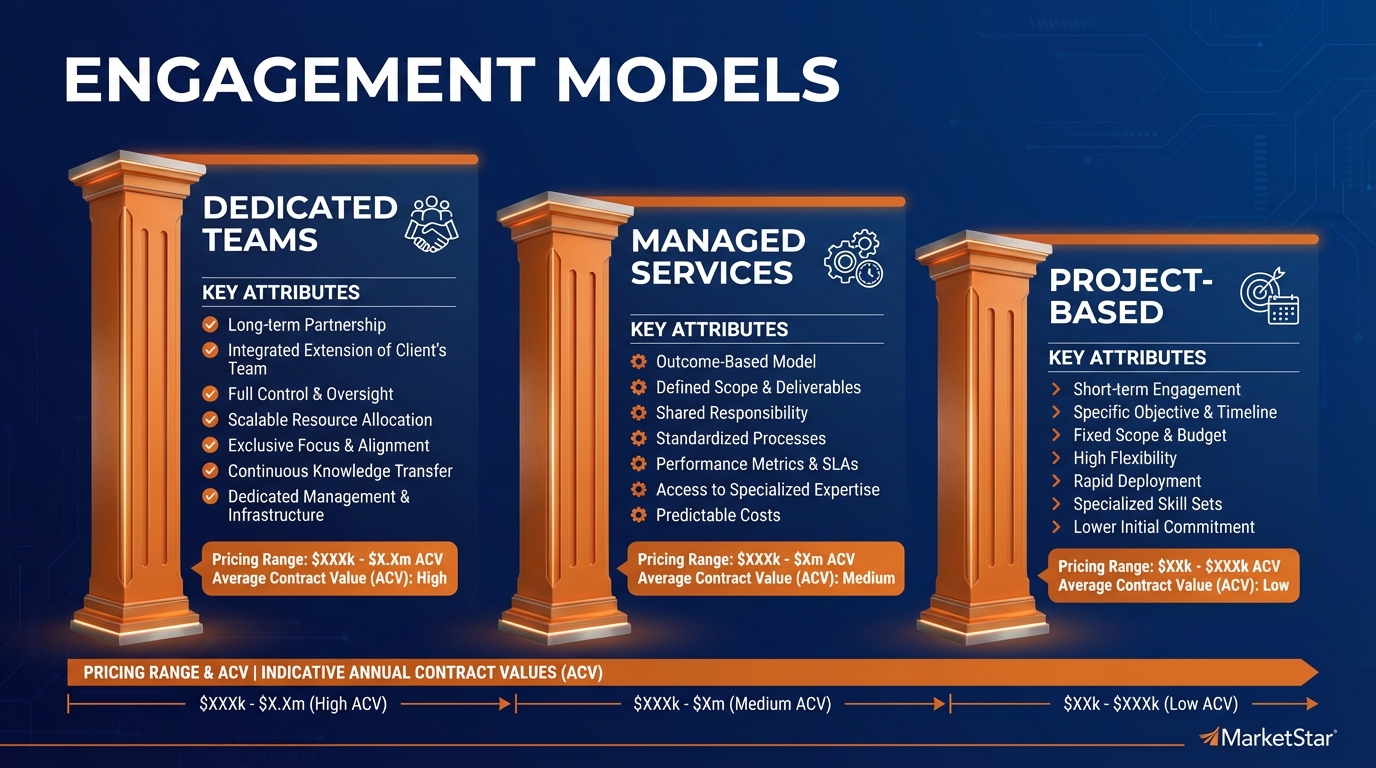 ENGAGEMENT MODELS
DEDICATED
TEAMS
KEY ATTRIBUTES
Long-term Partnership
Integrated Extension of Client's
Team
Full Control & Oversight
Scalable Resource Allocation
Exclusive Focus & Alignment
Continuous Knowledge Transfer
Dedicated Management &
Infrastructure
Pricing Range: $XXXk - $X.Xm ACV
Average Contract Value (ACV): High
MANAGED
SERVICES
KEY ATTRIBUTES
Outcome-Based Model
Defined Scope & Deliverables
Shared Responsibility
Standardized Processes
Performance Metrics & SLAs
Access to Specialized Expertise
Predictable Costs
Pricing Range: $XXXk - $Xm ACV
Average Contract Value (ACV): Medium
PROJECT-
BASED
KEY ATTRIBUTES
Short-term Engagement
Specific Objective & Timeline
Fixed Scope & Budget
High Flexibility
Rapid Deployment
Specialized Skill Sets
Lower Initial Commitment
Pricing Range: $XXk - $XXXk ACV
Average Contract Value (ACV): Low
PRICING RANGE & ACV | INDICATIVE ANNUAL CONTRACT VALUES (ACV)
$XXXk - $X.Xm (High ACV)
$XXXk - $Xm (Medium ACV)
$XXk - $XXXk (Low ACV)
MarketStar